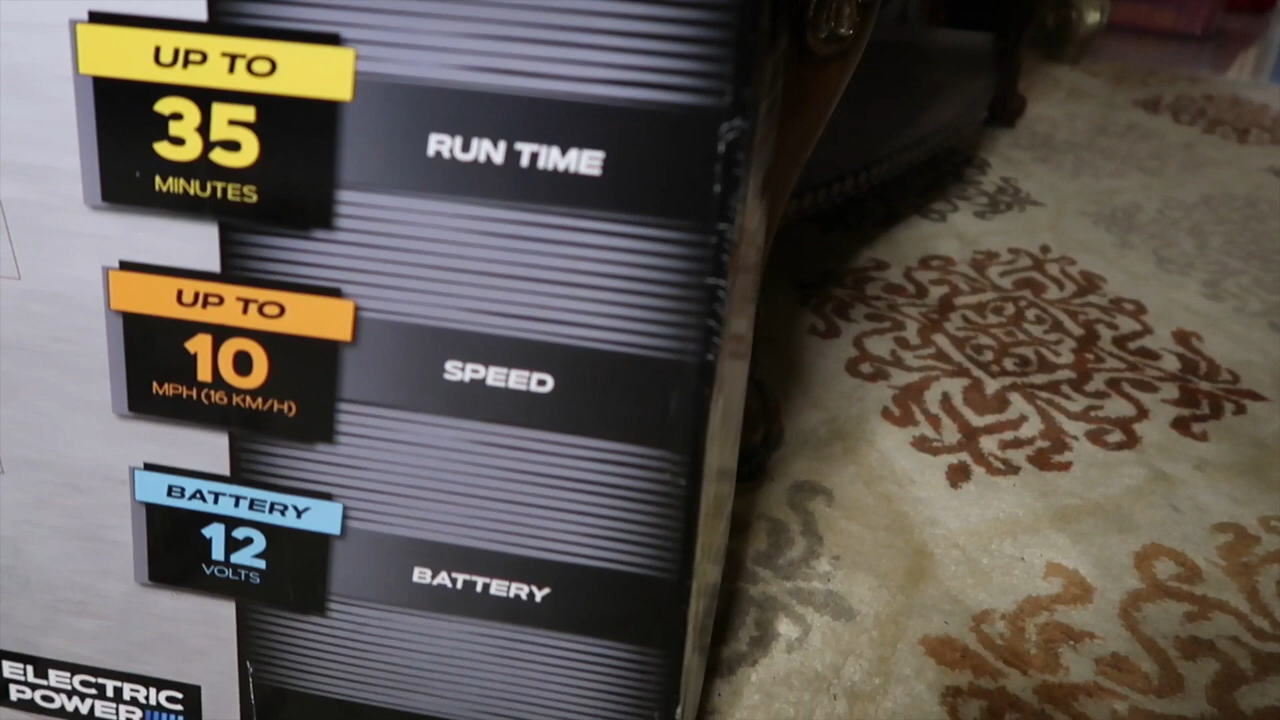 UP TO
35
MINUTES
RUN TIME
UP TO
10
MPH (16 KM/H)
SPEED
BATTERY
12
VOLTS
BATTERY
ELECTRIC
POWER